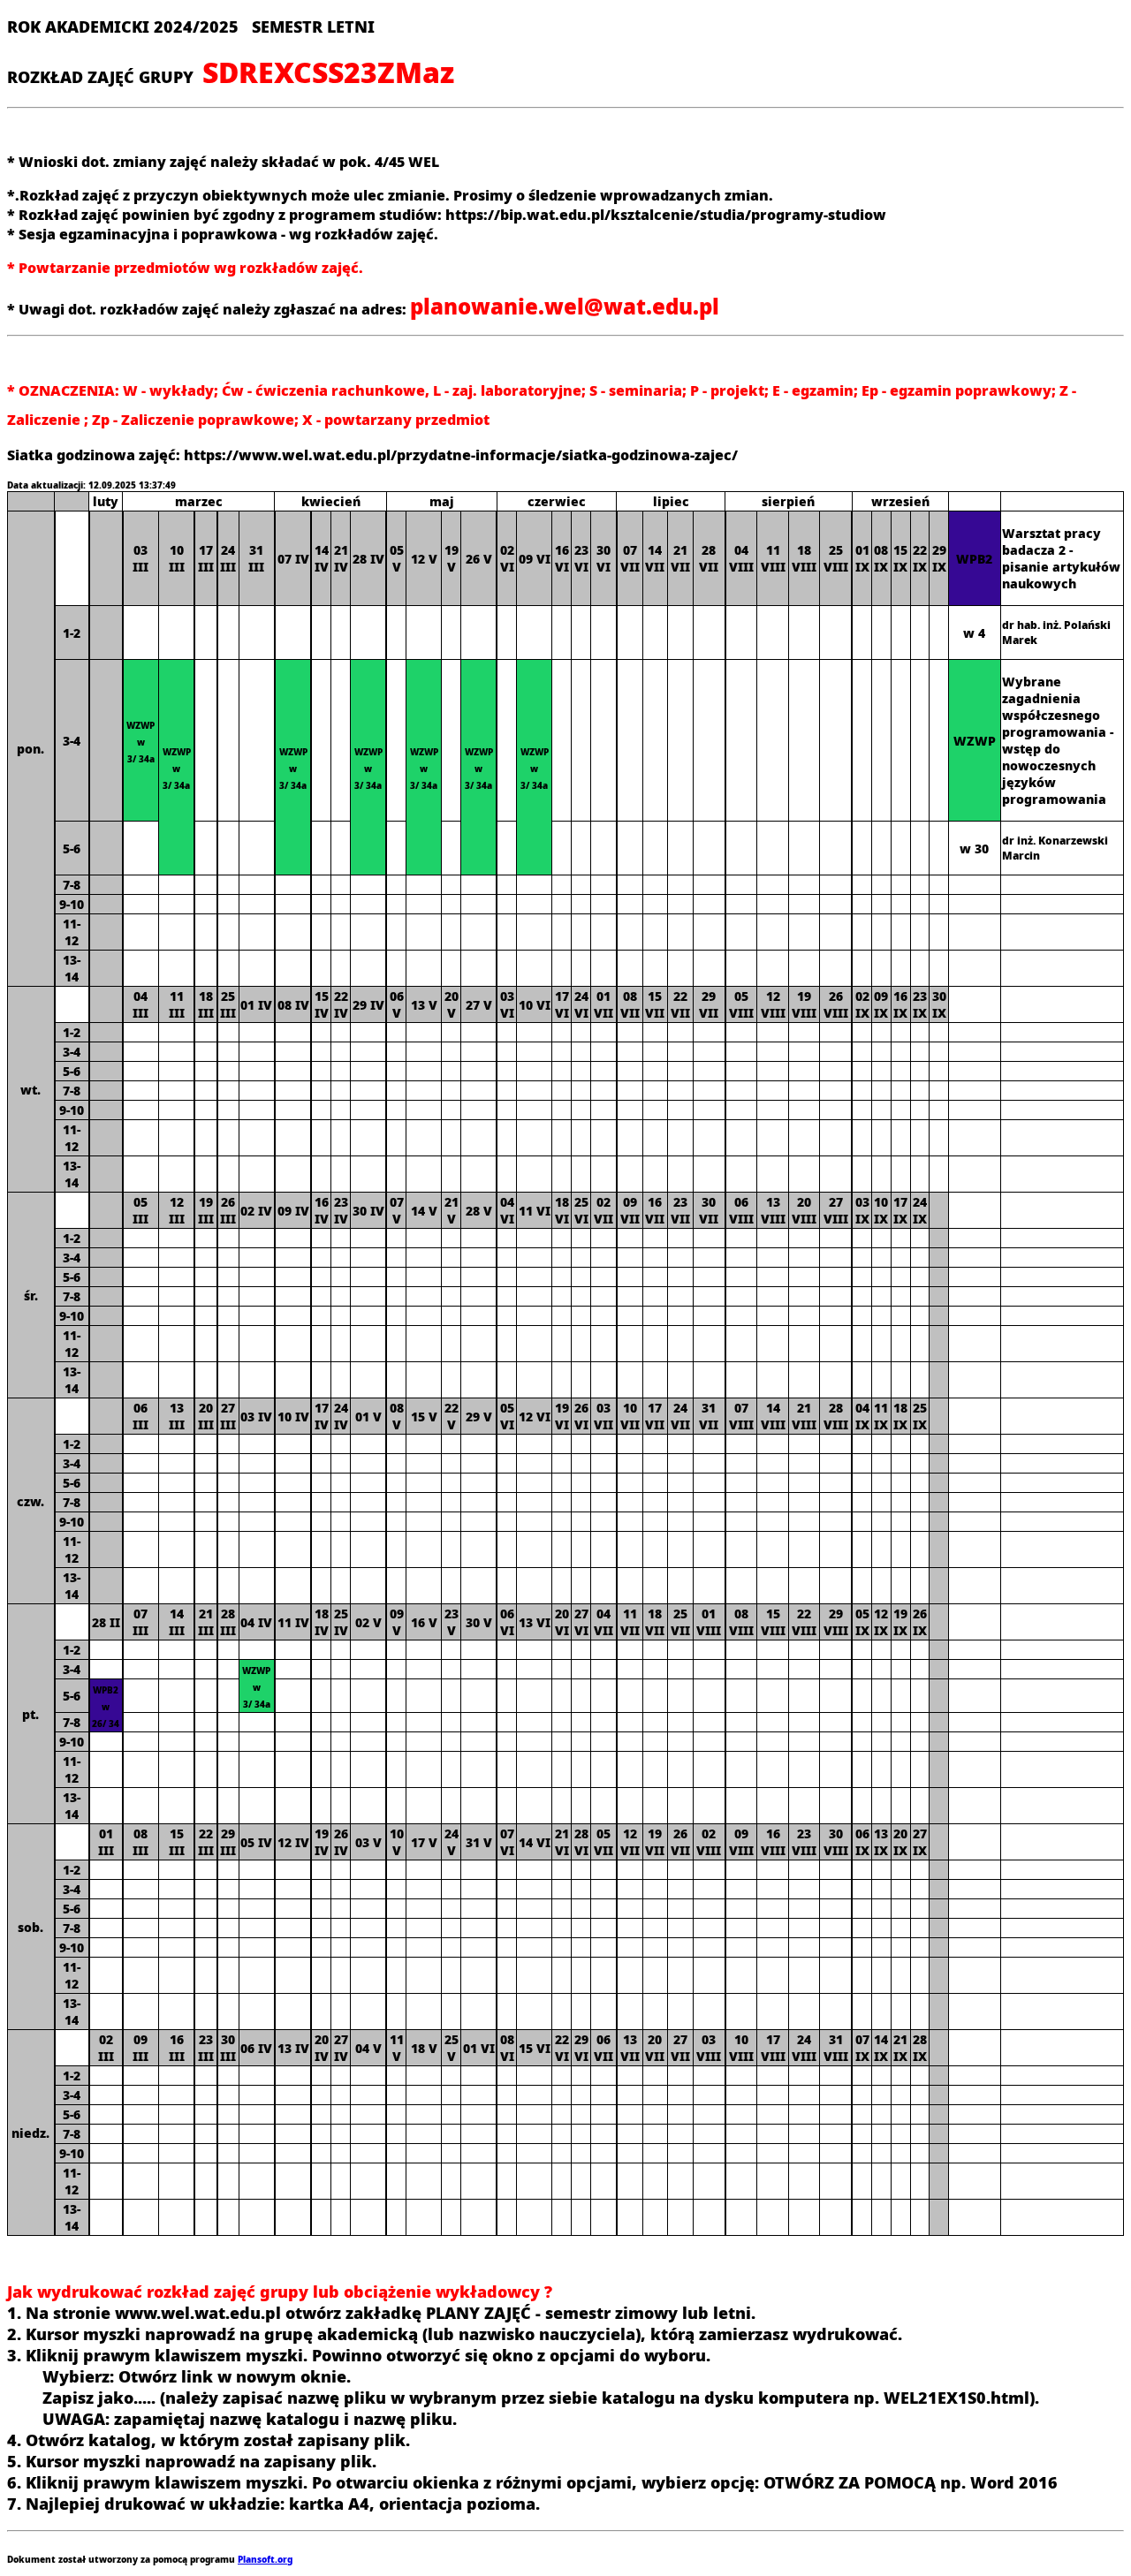 ROK AKADEMICKI 2024/2025 SEMESTR LETNI
ROZKŁAD ZAJĘĆ GRUPY SDREXCSS23ZMaz
* Wnioski dot. zmiany zajęć należy składać w pok. 4/45 WEL
*.Rozkład zajęć z przyczyn obiektywnych może ulec zmianie. Prosimy o śledzenie wprowadzanych zmian.
* Rozkład zajęć powinien być zgodny z programem studiów: https://bip.wat.edu.pl/ksztalcenie/studia/programy-studiow
* Sesja egzaminacyjna i poprawkowa - wg rozkładów zajęć.
* Powtarzanie przedmiotów wg rozkładów zajęć.
* Uwagi dot. rozkładów zajęć należy zgłaszać na adres: planowanie.wel@wat.edu.pl
* OZNACZENIA: W - wykłady; Ćw - ćwiczenia rachunkowe, L - zaj. laboratoryjne; S - seminaria; P - projekt; E - egzamin; Ep - egzamin poprawkowy; Z -
Zaliczenie ; Zp - Zaliczenie poprawkowe; X - powtarzany przedmiot
Siatka godzinowa zajęć: https://www.wel.wat.edu.pl/przydatne-informacje/siatka-godzinowa-zajec/
Data aktualizacji: 12.09.2025 13:37:49
luty marzec kwiecień maj czerwiec lipiec sierpień wrzesień
pon.
03 III 10 III 17 III 24 III 31 III 07 IV 14 IV 21 IV 28 IV 05 V 12 V 19 V 26 V 02 VI 09 VI 16 VI 23 VI 30 VI 07 VII 14 VII 21 VII 28 VII 04 VIII 11 VIII 18 VIII 25 VIII 01 IX 08 IX 15 IX 22 IX 29 IX WPB2
Warsztat pracy
badacza 2 -
pisanie artykułów
naukowych
1-2 w 4
dr hab. inż. Polański
Marek
3-4
WZWP w 3/ 34a
WZWP w 3/ 34a
WZWP w 3/ 34a
WZWP w 3/ 34a
WZWP w 3/ 34a
WZWP w 3/ 34a
WZWP w 3/ 34a
WZWP
Wybrane
zagadnienia
współczesnego
programowania -
wstęp do
nowoczesnych
języków
programowania
5-6 w 30
dr inż. Konarzewski
Marcin
7-8
9-10
11-
12
13-
14
wt.
04 III 11 III 18 III 25 III 01 IV 08 IV 15 IV 22 IV 29 IV 06 V 13 V 20 V 27 V 03 VI 10 VI 17 VI 24 VI 01 VII 08 VII 15 VII 22 VII 29 VII 05 VIII 12 VIII 19 VIII 26 VIII 02 IX 09 IX 16 IX 23 IX 30 IX
1-2
3-4
5-6
7-8
9-10
11-
12
13-
14
śr.
05 III 12 III 19 III 26 III 02 IV 09 IV 16 IV 23 IV 30 IV 07 V 14 V 21 V 28 V 04 VI 11 VI 18 VI 25 VI 02 VII 09 VII 16 VII 23 VII 30 VII 06 VIII 13 VIII 20 VIII 27 VIII 03 IX 10 IX 17 IX 24 IX
1-2
3-4
5-6
7-8
9-10
11-
12
13-
14
czw.
06 III 13 III 20 III 27 III 03 IV 10 IV 17 IV 24 IV 01 V 08 V 15 V 22 V 29 V 05 VI 12 VI 19 VI 26 VI 03 VII 10 VII 17 VII 24 VII 31 VII 07 VIII 14 VIII 21 VIII 28 VIII 04 IX 11 IX 18 IX 25 IX
1-2
3-4
5-6
7-8
9-10
11-
12
13-
14
pt.
28 II 07 III 14 III 21 III 28 III 04 IV 11 IV 18 IV 25 IV 02 V 09 V 16 V 23 V 30 V 06 VI 13 VI 20 VI 27 VI 04 VII 11 VII 18 VII 25 VII 01 VIII 08 VIII 15 VIII 22 VIII 29 VIII 05 IX 12 IX 19 IX 26 IX
1-2
3-4
WZWP w 3/ 34a
5-6
WPB2 w 26/ 34
7-8
9-10
11-
12
13-
14
sob.
01 III 08 III 15 III 22 III 29 III 05 IV 12 IV 19 IV 26 IV 03 V 10 V 17 V 24 V 31 V 07 VI 14 VI 21 VI 28 VI 05 VII 12 VII 19 VII 26 VII 02 VIII 09 VIII 16 VIII 23 VIII 30 VIII 06 IX 13 IX 20 IX 27 IX
1-2
3-4
5-6
7-8
9-10
11-
12
13-
14
niedz.
02 III 09 III 16 III 23 III 30 III 06 IV 13 IV 20 IV 27 IV 04 V 11 V 18 V 25 V 01 VI 08 VI 15 VI 22 VI 29 VI 06 VII 13 VII 20 VII 27 VII 03 VIII 10 VIII 17 VIII 24 VIII 31 VIII 07 IX 14 IX 21 IX 28 IX
1-2
3-4
5-6
7-8
9-10
11-
12
13-
14
Jak wydrukować rozkład zajęć grupy lub obciążenie wykładowcy ?
1. Na stronie www.wel.wat.edu.pl otwórz zakładkę PLANY ZAJĘĆ - semestr zimowy lub letni.
2. Kursor myszki naprowadź na grupę akademicką (lub nazwisko nauczyciela), którą zamierzasz wydrukować.
3. Kliknij prawym klawiszem myszki. Powinno otworzyć się okno z opcjami do wyboru.
Wybierz: Otwórz link w nowym oknie.
Zapisz jako..... (należy zapisać nazwę pliku w wybranym przez siebie katalogu na dysku komputera np. WEL21EX1S0.html).
UWAGA: zapamiętaj nazwę katalogu i nazwę pliku.
4. Otwórz katalog, w którym został zapisany plik.
5. Kursor myszki naprowadź na zapisany plik.
6. Kliknij prawym klawiszem myszki. Po otwarciu okienka z różnymi opcjami, wybierz opcję: OTWÓRZ ZA POMOCĄ np. Word 2016
7. Najlepiej drukować w układzie: kartka A4, orientacja pozioma.
Dokument został utworzony za pomocą programu Plansoft.org